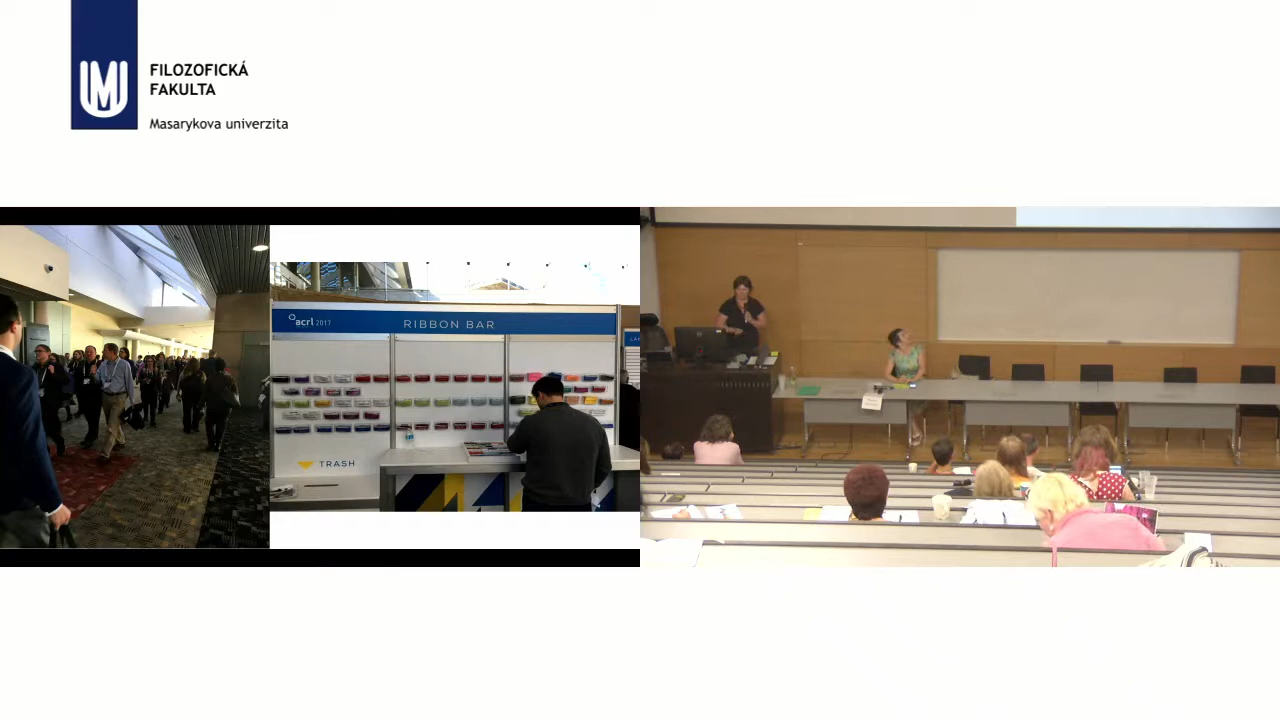 FILOZOFICKÁ
FAKULTA
Masarykova univerzita
acrl 2017
RIBBON BAR
TRASH